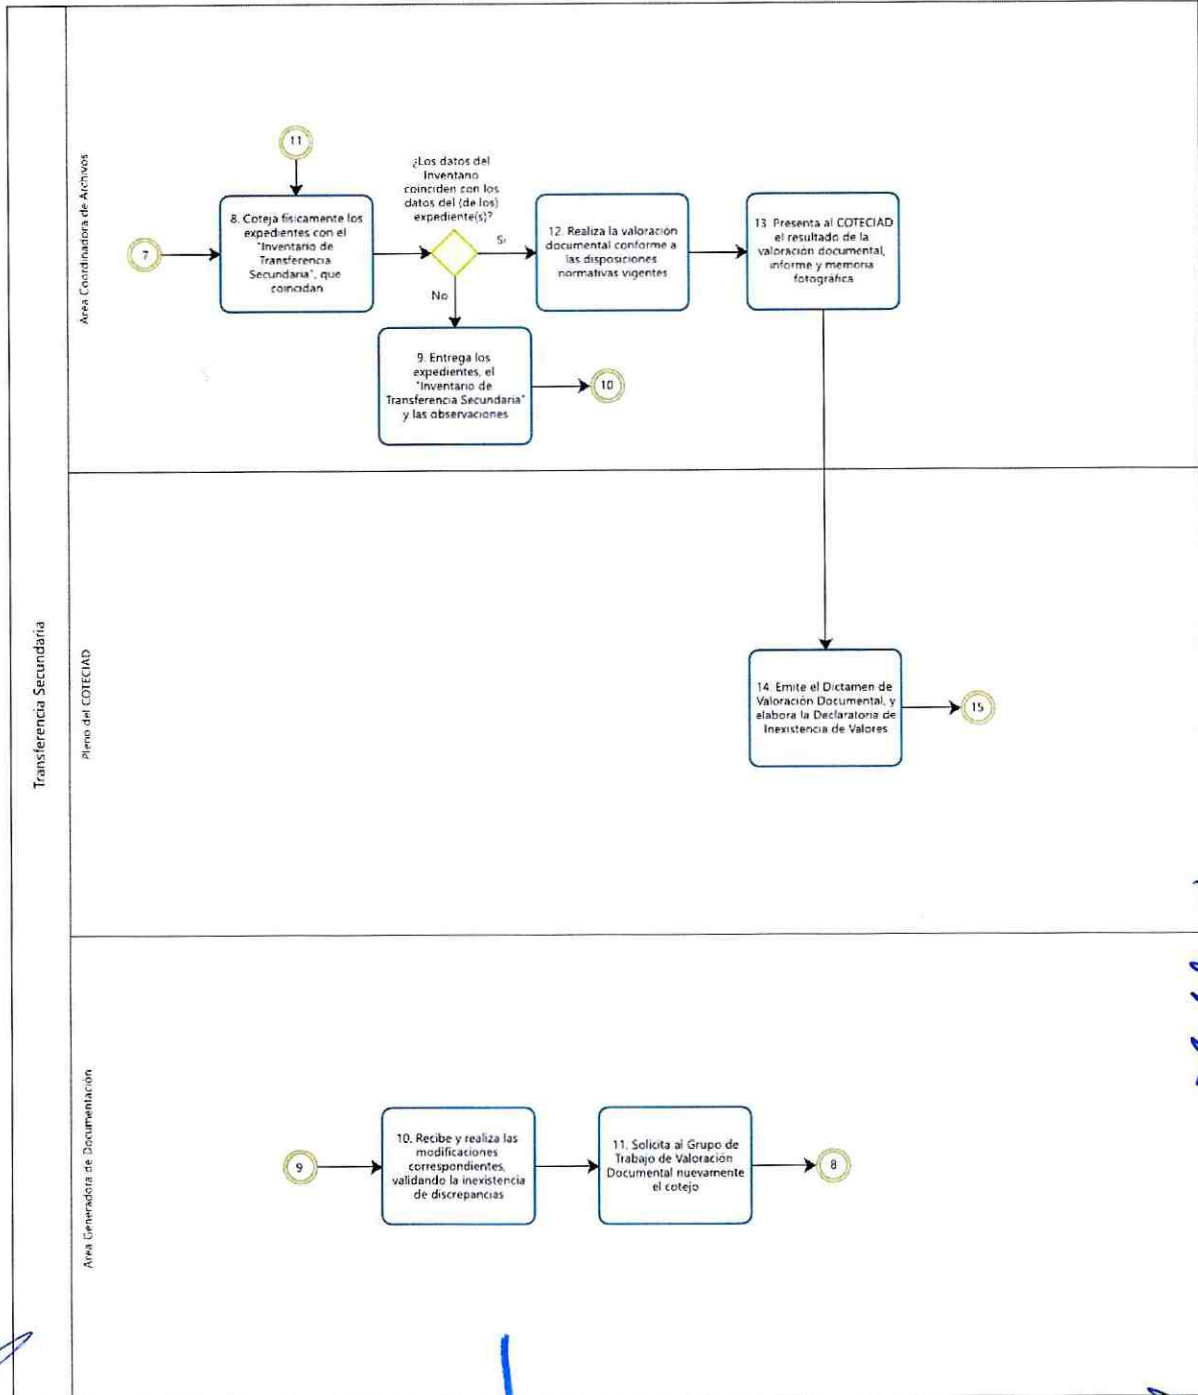 Transferencia Secundaria
Area Coordinadora de Archivos
11
7
8. Coteja físicamente los
expedientes con el
"Inventario de
Transferencia
Secundaria", que
coincidan
¿Los datos del
Inventario
coinciden con los
datos del (de los)
expediente(s)?
Si
No
12. Realiza la valoración
documental conforme a
las disposiciones
normativas vigentes
13. Presenta al COTECIAD
el resultado de la
valoración documental,
informe y memoria
fotográfica
9. Entrega los
expedientes, el
"Inventario de
Transferencia Secundaria"
y las observaciones
10
Pleno del COTECIAD
14. Emite el Dictamen de
Valoración Documental, y
elabora la Declaratoria de
Inexistencia de Valores
15
Area Generadora de Documentación
9
10. Recibe y realiza las
modificaciones
correspondientes,
validando la inexistencia
de discrepancias
11. Solicita al Grupo de
Trabajo de Valoración
Documental nuevamente
el cotejo
8